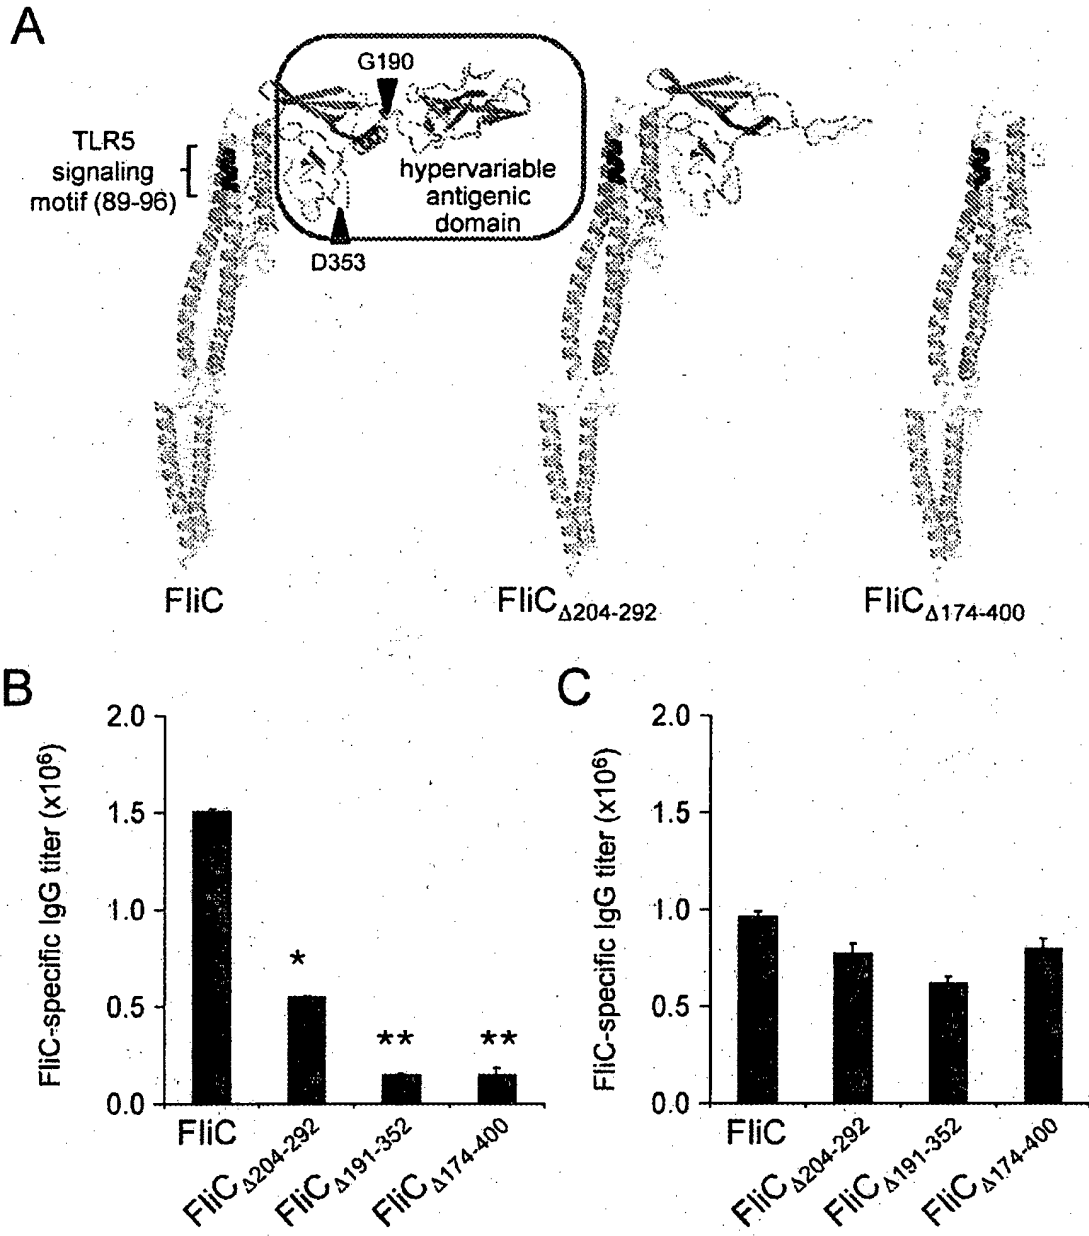 A
G190
TLR5
signaling
motif (89-96)
hypervariable
antigenic
domain
D353
FliC
FliCΔ204-292
FliCΔ174-400
B
FliC-specific IgG titer (x10⁶)
2.0
1.5
1.0
0.5
0.0
*
**
**
FliC
FliCΔ204-292
FliCΔ191-352
FliCΔ174-400
C
FliC-specific IgG titer (x10⁶)
2.0
1.5
1.0
0.5
0.0
FliC
FliCΔ204-292
FliCΔ191-352
FliCΔ174-400